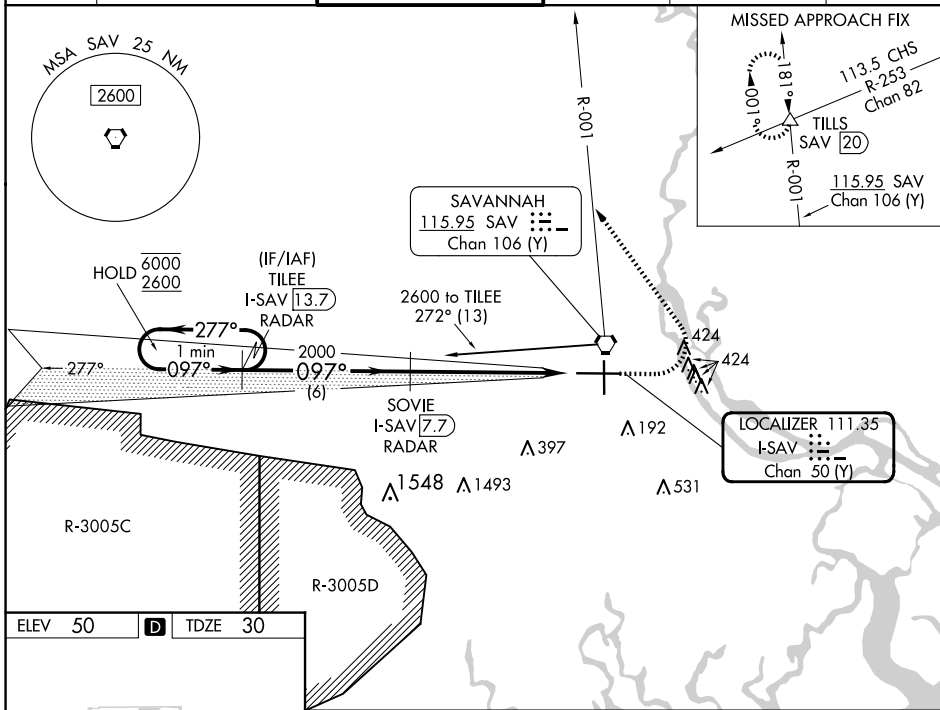 MSA SAV 25 NM
2600
MISSED APPROACH FIX
181°
001°
113.5 CHS
R-253
Chan 82
TILLS
SAV 20
R-001
115.95 SAV
Chan 106 (Y)
R-001
SAVANNAH
115.95 SAV
Chan 106 (Y)
HOLD
6000
2600
(IF/IAF)
TILEE
I-SAV 13.7
RADAR
2600 to TILEE
272° (13)
277°
1 min
097°
277°
2000
097°
(6)
SOVIE
I-SAV 7.7
RADAR
424
424
LOCALIZER 111.35
I-SAV
Chan 50 (Y)
192
397
1548
1493
531
R-3005C
R-3005D
ELEV 50 D TDZE 30